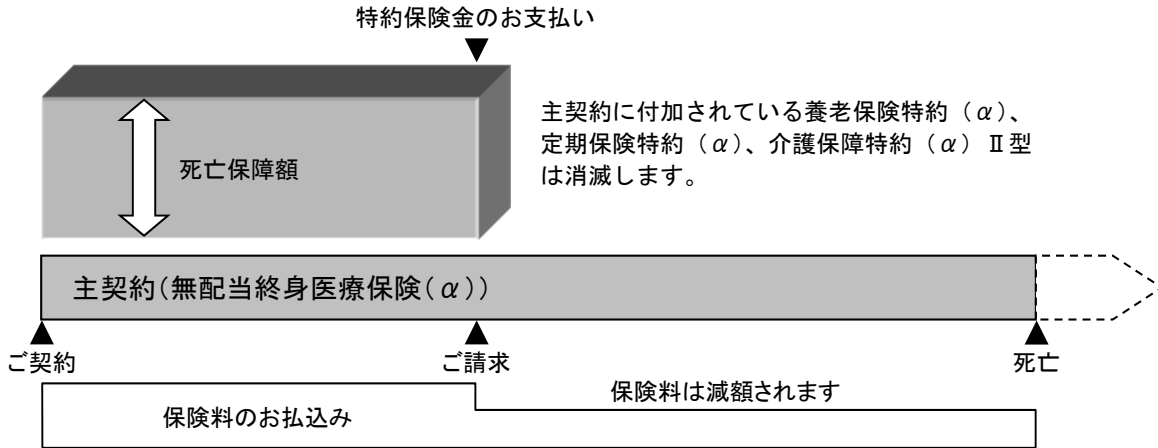 特約保険金のお支払い
▼
死亡保障額
主契約に付加されている養老保険特約（α）、
定期保険特約（α）、介護保障特約（α） Ⅱ型
は消滅します。
主契約(無配当終身医療保険(α))
▲ ▲ ▲
ご契約 ご請求 死亡
保険料は減額されます
保険料のお払込み